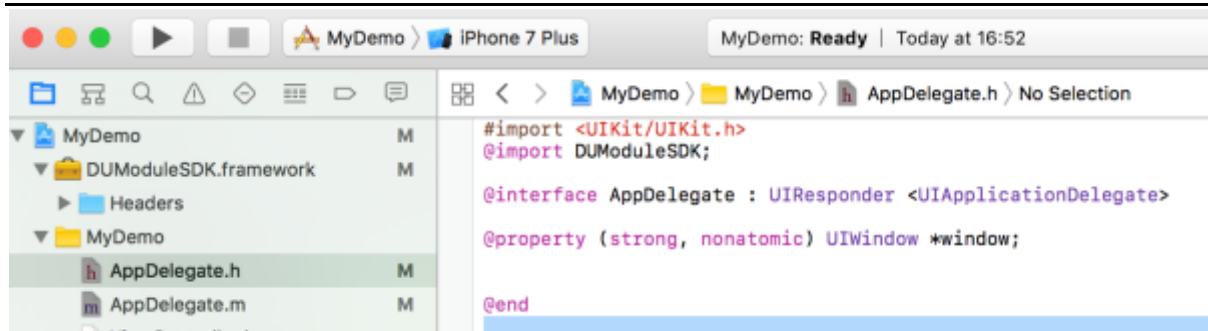 MyDemo 〉 iPhone 7 Plus
MyDemo: Ready | Today at 16:52
MyDemo 〉 MyDemo 〉 h AppDelegate.h 〉 No Selection
MyDemo M
DUModuleSDK.framework M
Headers
MyDemo
h AppDelegate.h M
m AppDelegate.m M
#import <UIKit/UIKit.h>
@import DUModuleSDK;
@interface AppDelegate : UIResponder <UIApplicationDelegate>
@property (strong, nonatomic) UIWindow *window;
@end